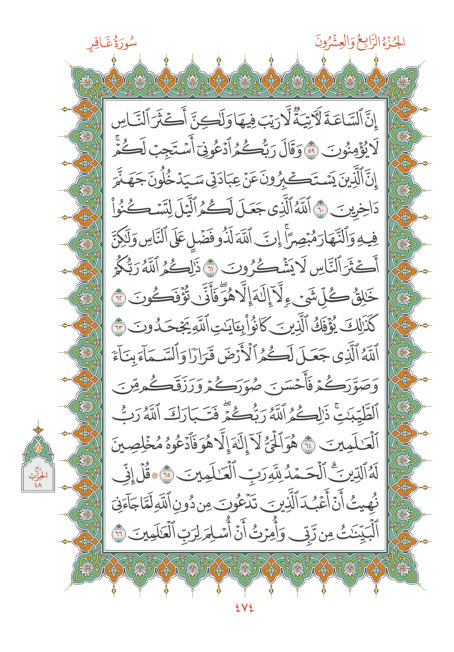 الجُزْءُ الرَّابِعُ وَالعِشْرُونَ
سُورَةُ غَافِرٍ
إِنَّ ٱلسَّاعَةَ لَأٓتِيَةٌ لَّا رَيْبَ فِيهَا وَلَٰكِنَّ أَكْثَرَ ٱلنَّاسِ
لَا يُؤْمِنُونَ ٥٩ وَقَالَ رَبُّكُمُ ٱدْعُونِيٓ أَسْتَجِبْ لَكُمْۚ
إِنَّ ٱلَّذِينَ يَسْتَكْبِرُونَ عَنْ عِبَادَتِي سَيَدْخُلُونَ جَهَنَّمَ
دَاخِرِينَ ٦٠ ٱللَّهُ ٱلَّذِي جَعَلَ لَكُمُ ٱلَّيْلَ لِتَسْكُنُوا۟
فِيهِ وَٱلنَّهَارَ مُبْصِرًاۚ إِنَّ ٱللَّهَ لَذُو فَضْلٍ عَلَى ٱلنَّاسِ وَلَٰكِنَّ
أَكْثَرَ ٱلنَّاسِ لَا يَشْكُرُونَ ٦١ ذَٰلِكُمُ ٱللَّهُ رَبُّكُمْ
خَٰلِقُ كُلِّ شَيْءٍ لَّآ إِلَٰهَ إِلَّا هُوَۖ فَأَنَّىٰ تُؤْفَكُونَ ٦٢
كَذَٰلِكَ يُؤْفَكُ ٱلَّذِينَ كَانُوا۟ بِـَٔايَٰتِ ٱللَّهِ يَجْحَدُونَ ٦٣
ٱللَّهُ ٱلَّذِي جَعَلَ لَكُمُ ٱلْأَرْضَ قَرَارًا وَٱلسَّمَآءَ بِنَآءً
وَصَوَّرَكُمْ فَأَحْسَنَ صُوَرَكُمْ وَرَزَقَكُم مِّنَ
ٱلطَّيِّبَٰتِۚ ذَٰلِكُمُ ٱللَّهُ رَبُّكُمْۖ فَتَبَارَكَ ٱللَّهُ رَبُّ
ٱلْعَٰلَمِينَ ٦٤ هُوَ ٱلْحَيُّ لَآ إِلَٰهَ إِلَّا هُوَ فَٱدْعُوهُ مُخْلِصِينَ
لَهُ ٱلدِّينَۗ ٱلْحَمْدُ لِلَّهِ رَبِّ ٱلْعَٰلَمِينَ ٦٥ ۞ قُلْ إِنِّي
نُهِيتُ أَنْ أَعْبُدَ ٱلَّذِينَ تَدْعُونَ مِن دُونِ ٱللَّهِ لَمَّا جَآءَنِيَ
ٱلْبَيِّنَٰتُ مِن رَّبِّي وَأُمِرْتُ أَنْ أُسْلِمَ لِرَبِّ ٱلْعَٰلَمِينَ ٦٦
ربع
الحزب
٤٨
٤٧٤